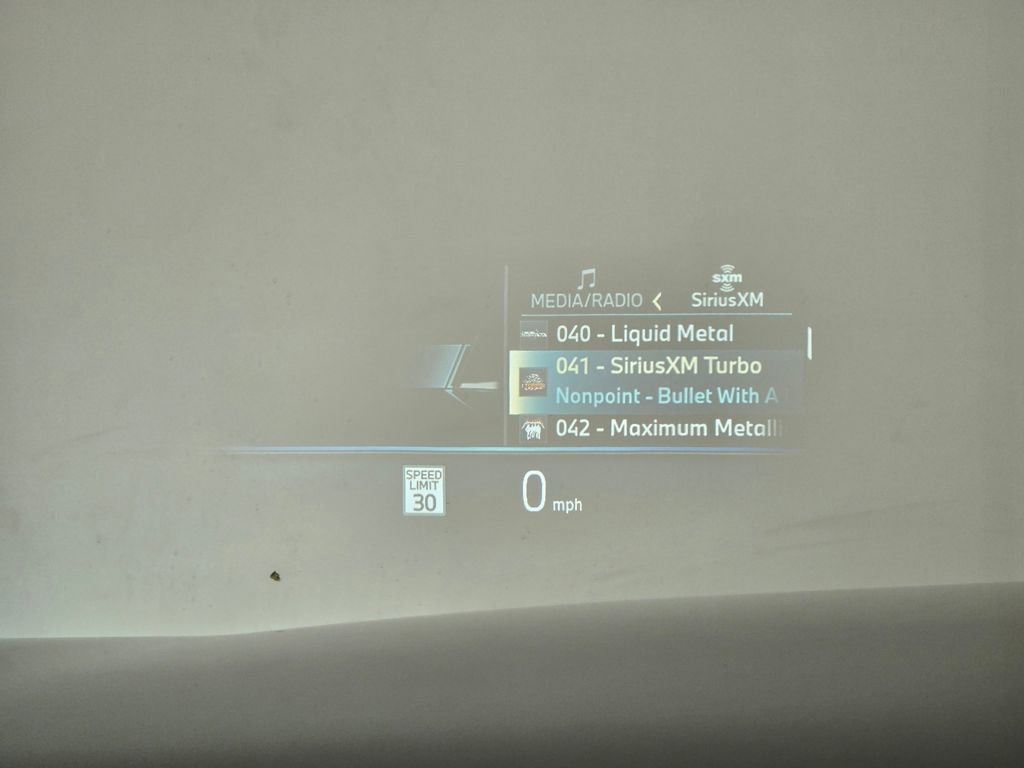 sxm
MEDIA/RADIO < SiriusXM
040 - Liquid Metal
041 - SiriusXM Turbo
Nonpoint - Bullet With A
042 - Maximum Metalli
SPEED
LIMIT
30
0 mph